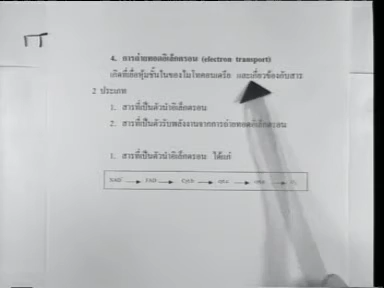 4. การถ่ายทอดอิเล็กตรอน (electron transport)
เกิดที่เยื่อหุ้มชั้นในของไมโทคอนเดรีย และเกี่ยวข้องกับสาร
2 ประเภท
1. สารที่เป็นตัวนำอิเล็กตรอน
2. สารที่เป็นตัวรับพลังงานจากการถ่ายทอดอิเล็กตรอน
1. สารที่เป็นตัวนำอิเล็กตรอน ได้แก่